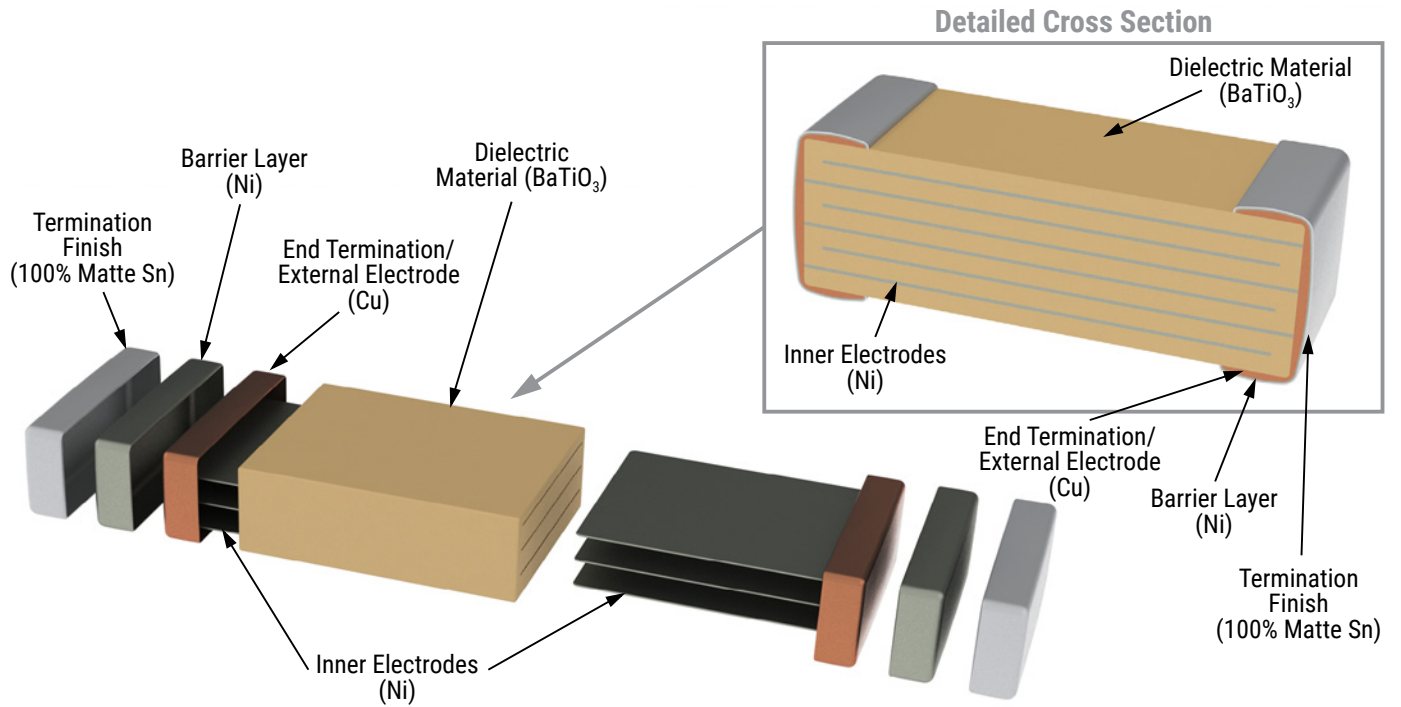 Detailed Cross Section
Dielectric Material
(BaTiO₃)
Inner Electrodes
(Ni)
End Termination/
External Electrode
(Cu)
Barrier Layer
(Ni)
Termination
Finish
(100% Matte Sn)
Termination
Finish
(100% Matte Sn)
Barrier Layer
(Ni)
End Termination/
External Electrode
(Cu)
Dielectric
Material (BaTiO₃)
Inner Electrodes
(Ni)